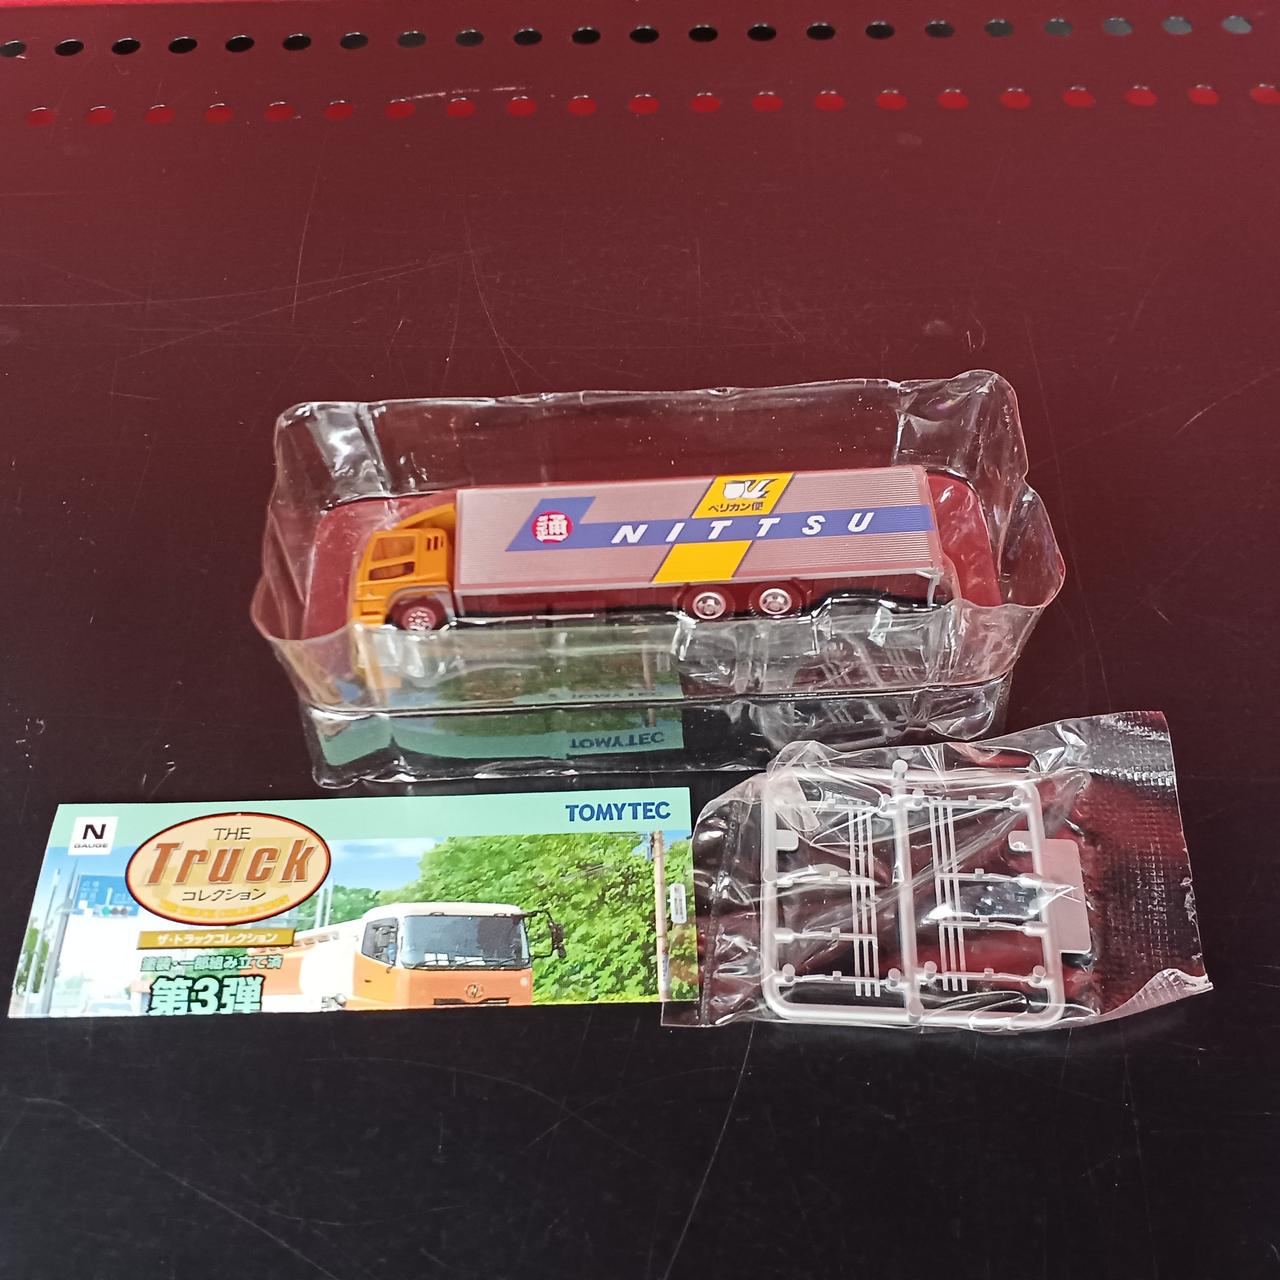 通
NITTSU
ペリカン便
TOMYTEC
N
GAUGE
THE
Truck
コレクション
ザ・トラックコレクション
塗装・一部組み立て済
第3弾
TOMYTEC